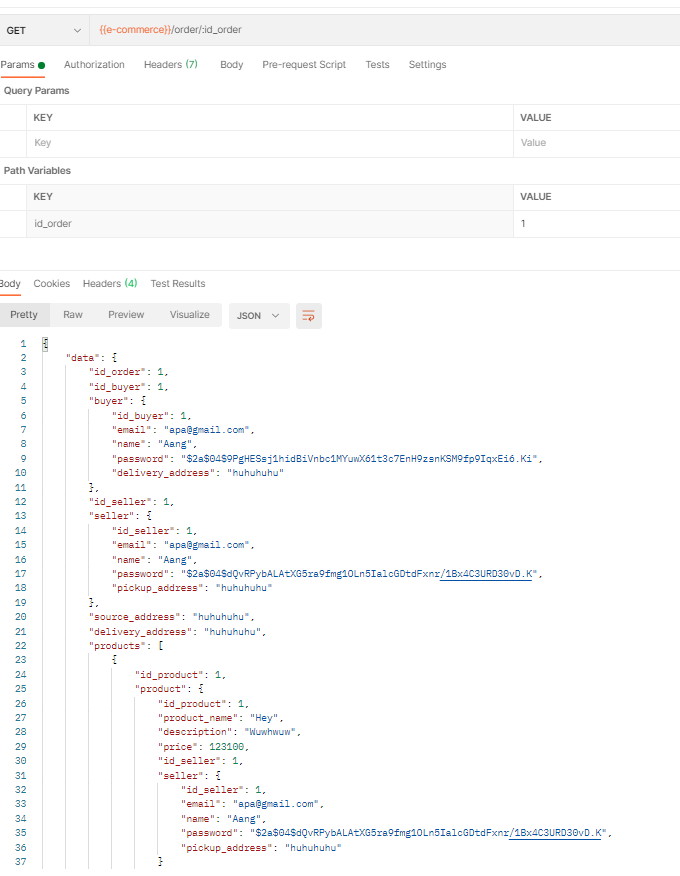 GET {{e-commerce}}/order/:id_order
Params Authorization Headers (7) Body Pre-request Script Tests Settings
Query Params
KEY VALUE
Key Value
Path Variables
KEY VALUE
id_order 1
Body Cookies Headers (4) Test Results
Pretty Raw Preview Visualize JSON
1 {
2 "data": {
3 "id_order": 1,
4 "id_buyer": 1,
5 "buyer": {
6 "id_buyer": 1,
7 "email": "apa@gmail.com",
8 "name": "Aang",
9 "password": "$2a$04$9PgHESsj1hidBiVnbc1MYuwX61t3c7EnH9zsnKSM9fp9IqxEi6.Ki",
10 "delivery_address": "huhuhuhu"
11 },
12 "id_seller": 1,
13 "seller": {
14 "id_seller": 1,
15 "email": "apa@gmail.com",
16 "name": "Aang",
17 "password": "$2a$04$dQvRPybALAtXG5ra9fmg1OLn5IalcGDtdFxnr/1Bx4C3URD30vD.K",
18 "pickup_address": "huhuhuhu"
19 },
20 "source_address": "huhuhuhu",
21 "delivery_address": "huhuhuhu",
22 "products": [
23 {
24 "id_product": 1,
25 "product": {
26 "id_product": 1,
27 "product_name": "Hey",
28 "description": "Wuwhwuw",
29 "price": 123100,
30 "id_seller": 1,
31 "seller": {
32 "id_seller": 1,
33 "email": "apa@gmail.com",
34 "name": "Aang",
35 "password": "$2a$04$dQvRPybALAtXG5ra9fmg1OLn5IalcGDtdFxnr/1Bx4C3URD30vD.K",
36 "pickup_address": "huhuhuhu"
37 }